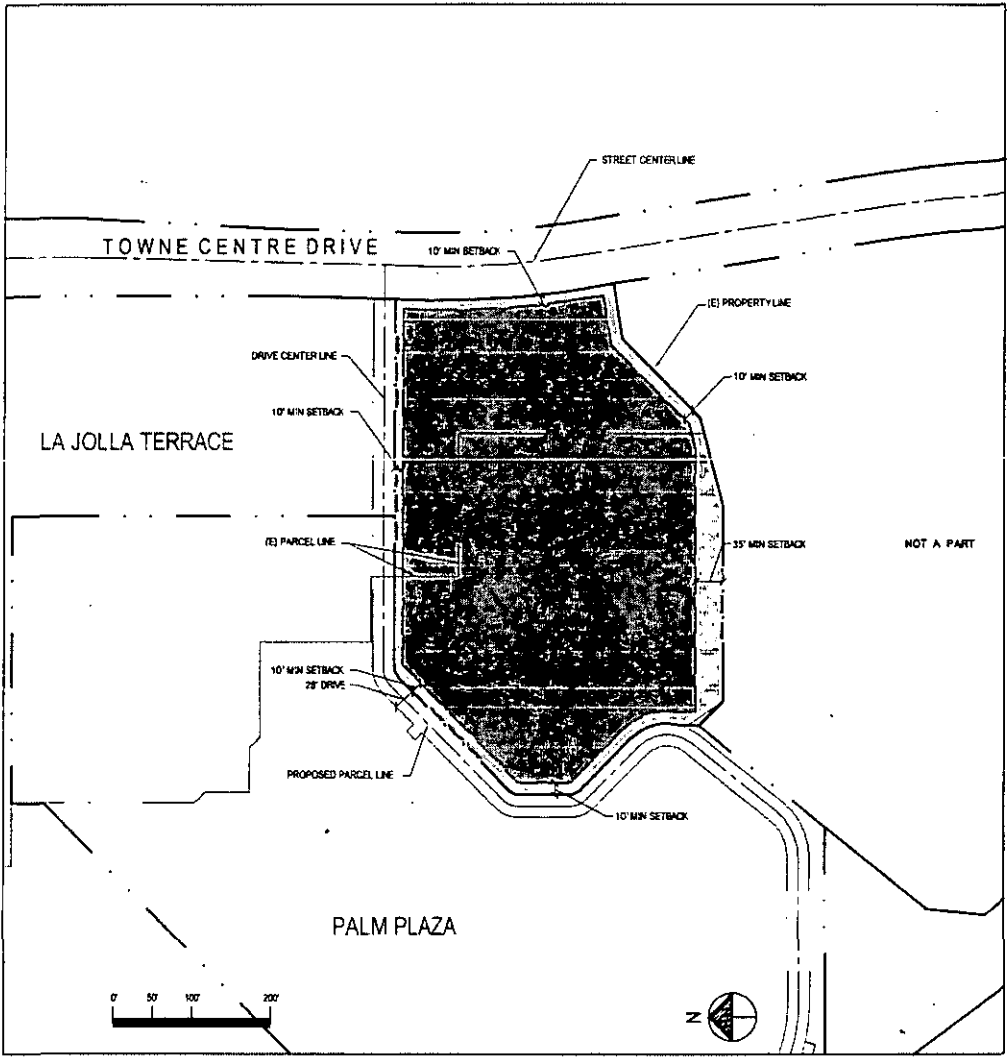 STREET CENTERLINE
TOWNE CENTRE DRIVE
10' MIN SETBACK
(E) PROPERTY LINE
DRIVE CENTER LINE
10' MIN SETBACK
10' MIN SETBACK
LA JOLLA TERRACE
(E) PARCEL LINE
35' MIN SETBACK
NOT A PART
10' MIN SETBACK
28' DRIVE
PROPOSED PARCEL LINE
10' MIN SETBACK
PALM PLAZA
0' 50' 100' 200'
N